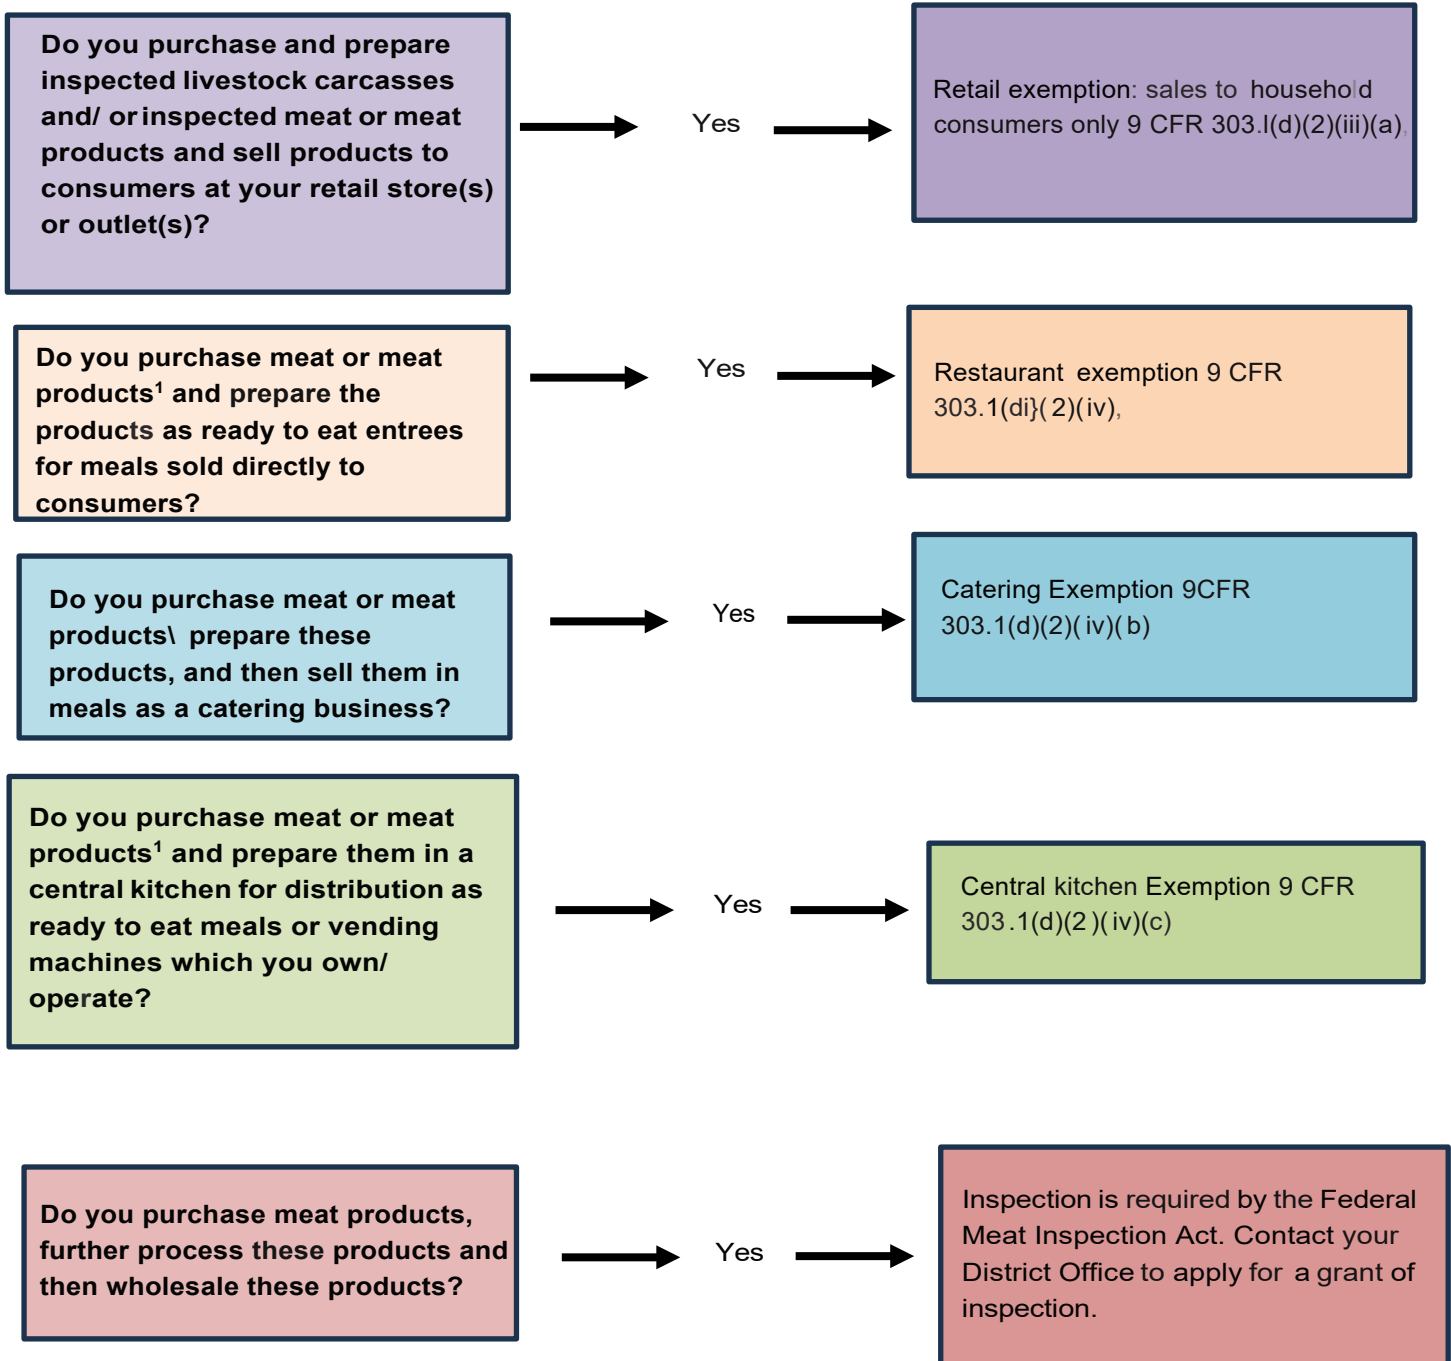 Do you purchase and prepare
inspected livestock carcasses
and/ or inspected meat or meat
products and sell products to
consumers at your retail store(s)
or outlet(s)?
Yes
Retail exemption: sales to household
consumers only 9 CFR 303.l(d)(2)(iii)(a),
Do you purchase meat or meat
products¹ and prepare the
products as ready to eat entrees
for meals sold directly to
consumers?
Yes
Restaurant exemption 9 CFR
303.1(di}( 2)( iv),
Do you purchase meat or meat
products\ prepare these
products, and then sell them in
meals as a catering business?
Yes
Catering Exemption 9CFR
303.1(d)(2)( iv)( b)
Do you purchase meat or meat
products¹ and prepare them in a
central kitchen for distribution as
ready to eat meals or vending
machines which you own/
operate?
Yes
Central kitchen Exemption 9 CFR
303.1(d)(2 )( iv)(c)
Do you purchase meat products,
further process these products and
then wholesale these products?
Yes
Inspection is required by the Federal
Meat Inspection Act. Contact your
District Office to apply for a grant of
inspection.